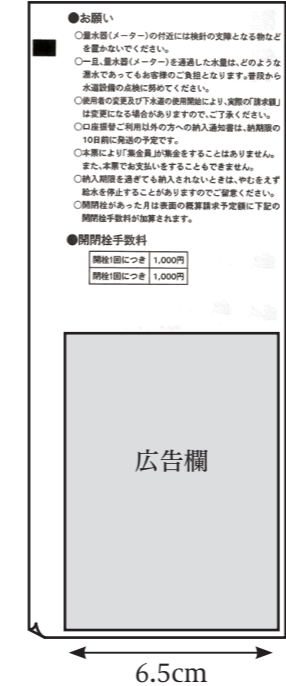 ●お願い
○量水器(メーター)の付近には検針の支障となる物など
を置かないでください。
○一旦、量水器(メーター)を通過した水量は、どのような
漏水であってもお客様のご負担となります。普段から
水道設備の点検に努めてください。
○使用者の変更及び下水道の使用開始により、実際の「請求額」
は変更になる場合がありますので、ご了承ください。
○口座振替ご利用以外の方への納入通知書は、納期限の
10日前に発送の予定です。
○本票により「集金員」が集金をすることはありません。
また、本票でお支払いをすることもできません。
○納入期限を過ぎても納入されないときは、やむをえず
給水を停止することがありますのでご留意ください。
○開閉栓があった月は表面の概算請求予定額に下記の
開閉栓手数料が加算されます。
●開閉栓手数料
開栓1回につき 1,000円
閉栓1回につき 1,000円
広告欄
6.5cm